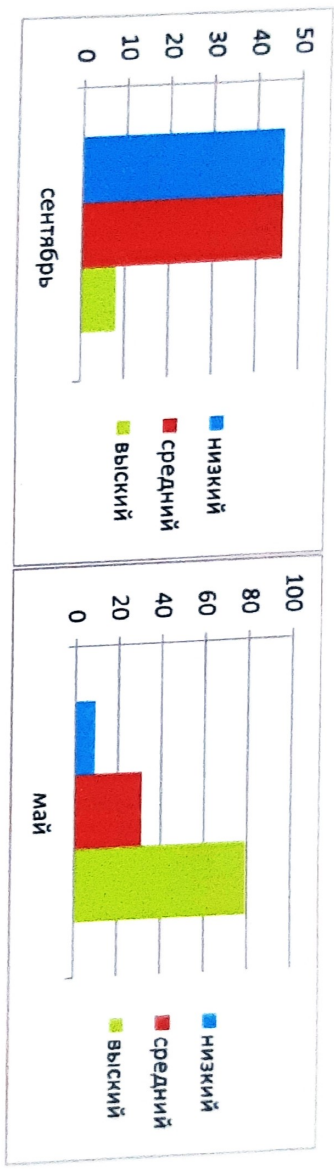 50
40
30
20
10
0
сентябрь
низкий
средний
выский
100
80
60
40
20
0
май
низкий
средний
выский